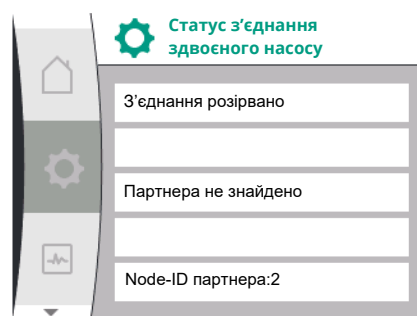 Статус з’єднання
здвоєного насосу
З’єднання розірвано
Партнера не знайдено
Node-ID партнера:2